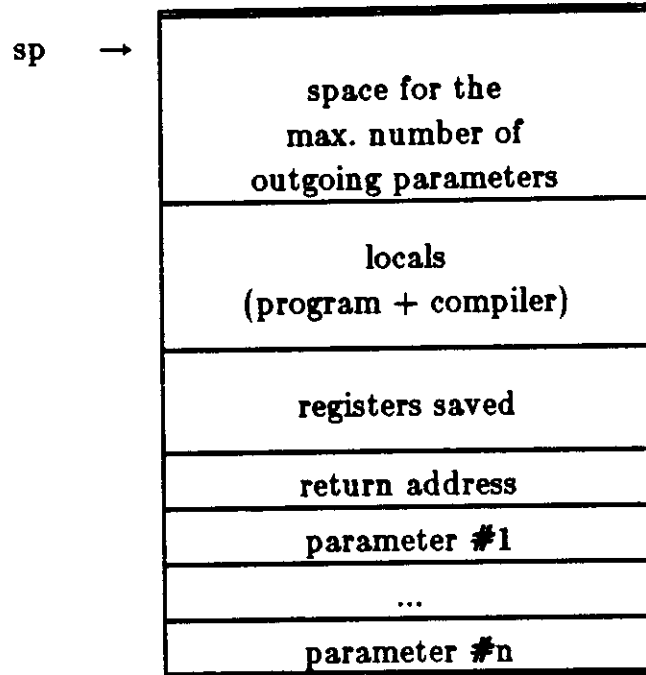 sp →
space for the
max. number of
outgoing parameters
locals
(program + compiler)
registers saved
return address
parameter #1
...
parameter #n